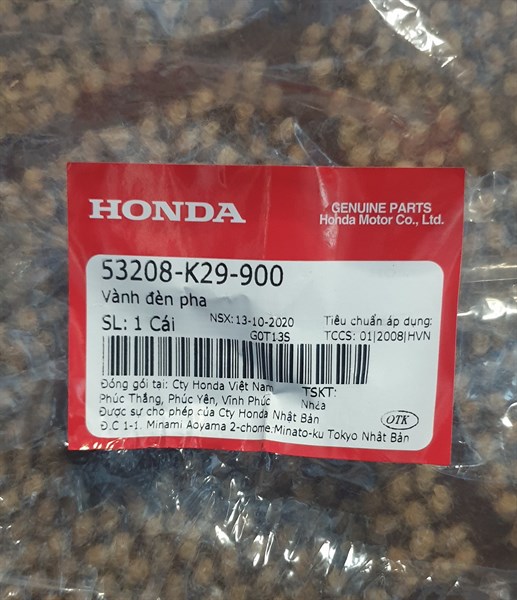 HONDA
GENUINE PARTS
Honda Motor Co., Ltd.
53208-K29-900
Vành đèn pha
SL: 1 Cái
NSX:13-10-2020
G0T13S
Tiêu chuẩn áp dụng:
TCCS: 01|2008|HVN
Đóng gói tại: Cty Honda Việt Nam
TSKT:
Phúc Thắng, Phúc Yên, Vĩnh Phúc
Nhựa
Được sự cho phép của Cty Honda Nhật Bản
Đ.C 1-1. Minami Aoyama 2-chome.Minato-ku Tokyo Nhật Bản
OTK